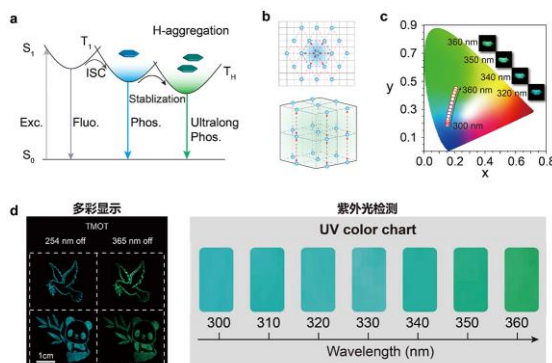 a
H-aggregation
S₁
T₁
ISC
T_H
Stablization
Exc.
Fluo.
Phos.
Ultralong
Phos.
S₀
b
c
y
0.9
0.7
0.5
0.3
0.1
360 nm
350 nm
340 nm
320 nm
360 nm
300 nm
0.0 0.2 0.4 0.6 0.8
x
d
多彩显示
TMOT
254 nm off
365 nm off
1cm
紫外光检测
UV color chart
300 310 320 330 340 350 360
Wavelength (nm)